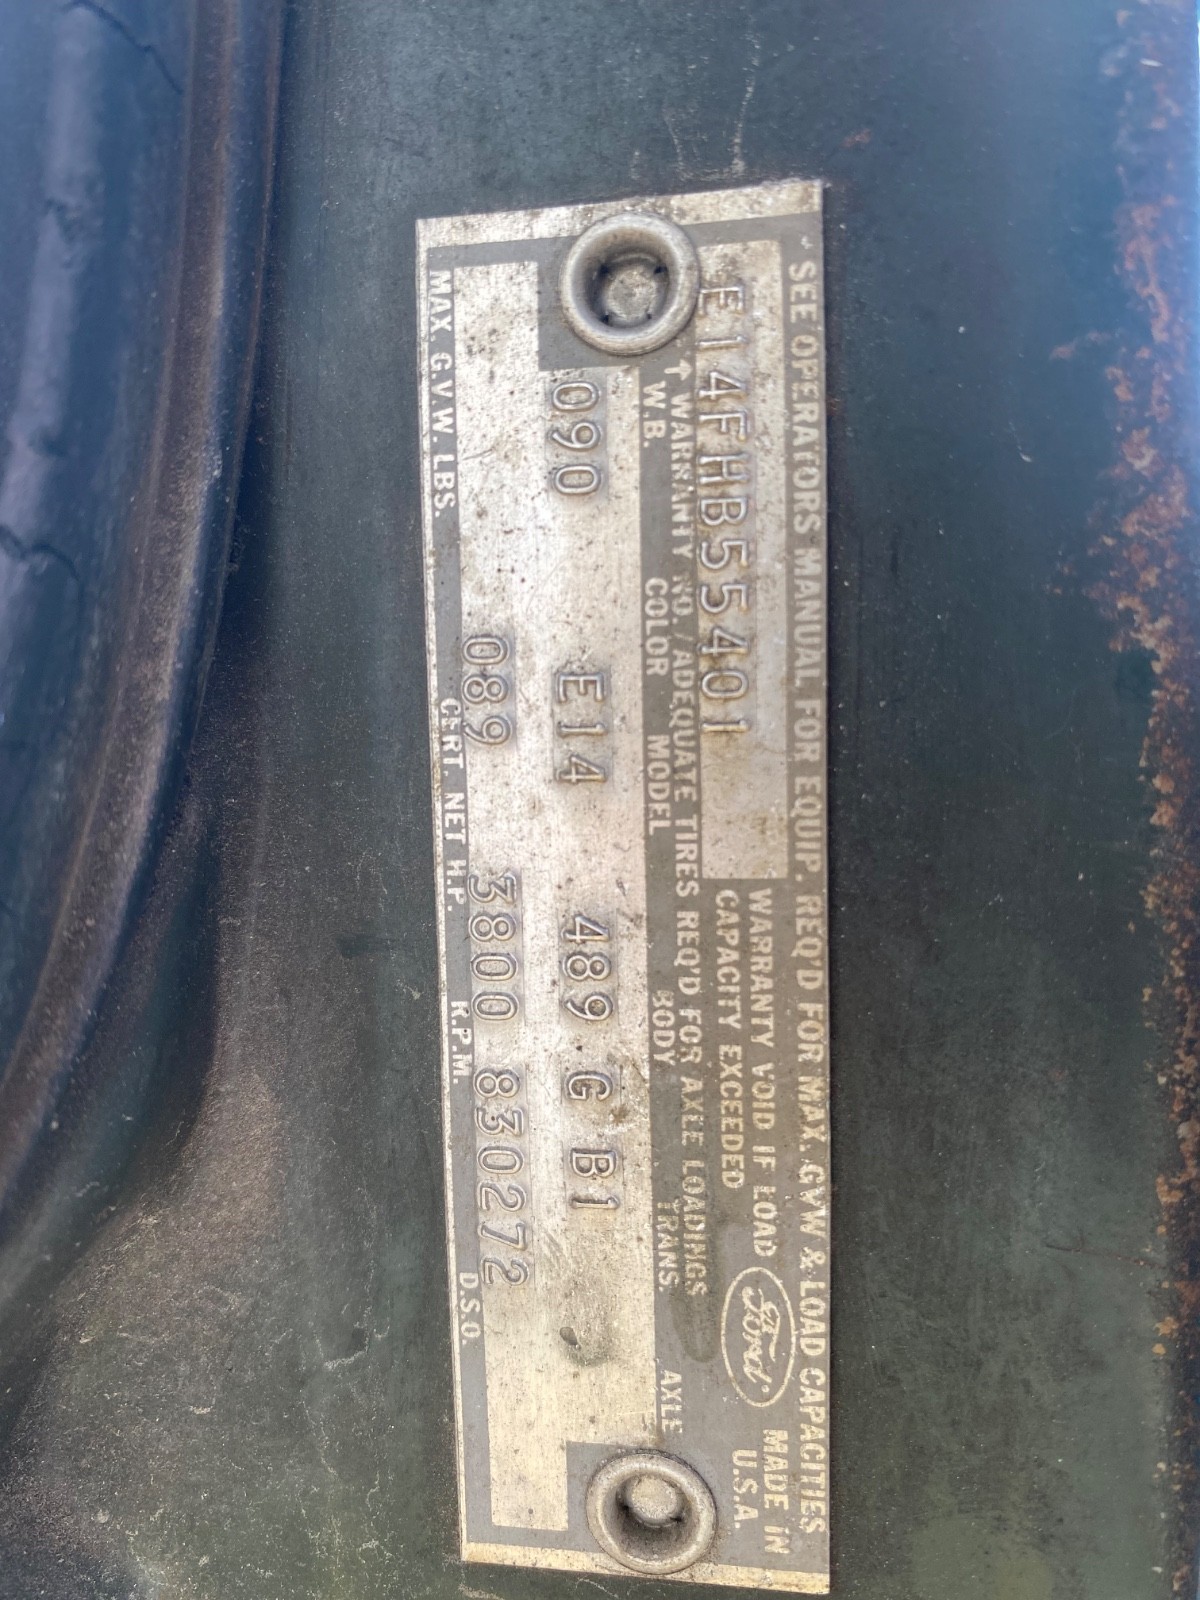 SEE OPERATORS MANUAL FOR EQUIP. REQ'D FOR MAX. GVW & LOAD CAPACITIES
E14FHB55401
WARRANTY VOID IF LOAD
CAPACITY EXCEEDED
Ford
MADE IN
U.S.A.
↑ WARRANTY NO./ADEQUATE TIRES REQ'D FOR AXLE LOADINGS
W.B. COLOR MODEL BODY TRANS. AXLE
090 E14 489 G B1
089 3800 830272
MAX. G.V.W. LBS. CERT. NET H.P. R.P.M. D.S.O.